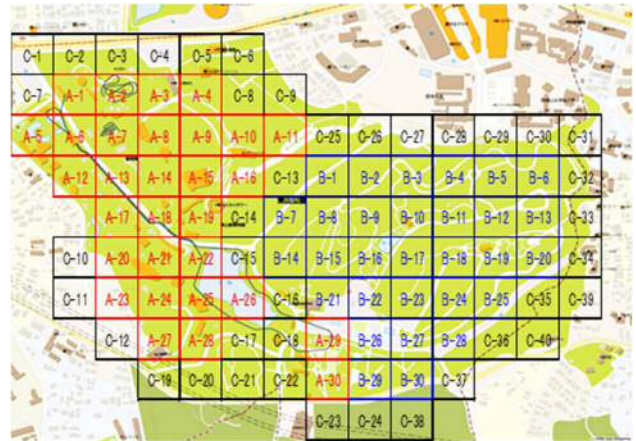 C-1 C-2 C-3 C-4 C-5 C-6
C-7 A-1 A-2 A-3 A-4 C-8 C-9
A-5 A-6 A-7 A-8 A-9 A-10 A-11 C-25 C-26 C-27 C-28 C-29 C-30 C-31
A-12 A-13 A-14 A-15 A-16 C-13 B-1 B-2 B-3 B-4 B-5 B-6 C-32
A-17 A-18 A-19 C-14 B-7 B-8 B-9 B-10 B-11 B-12 B-13 C-33
C-10 A-20 A-21 A-22 C-15 B-14 B-15 B-16 B-17 B-18 B-19 B-20 C-34
C-11 A-23 A-24 A-25 A-26 C-16 B-21 B-22 B-23 B-24 B-25 C-35 C-39
C-12 A-27 A-28 C-17 C-18 A-29 B-26 B-27 B-28 C-36 C-40
C-19 C-20 C-21 C-22 A-30 B-29 B-30 C-37
C-23 C-24 C-38